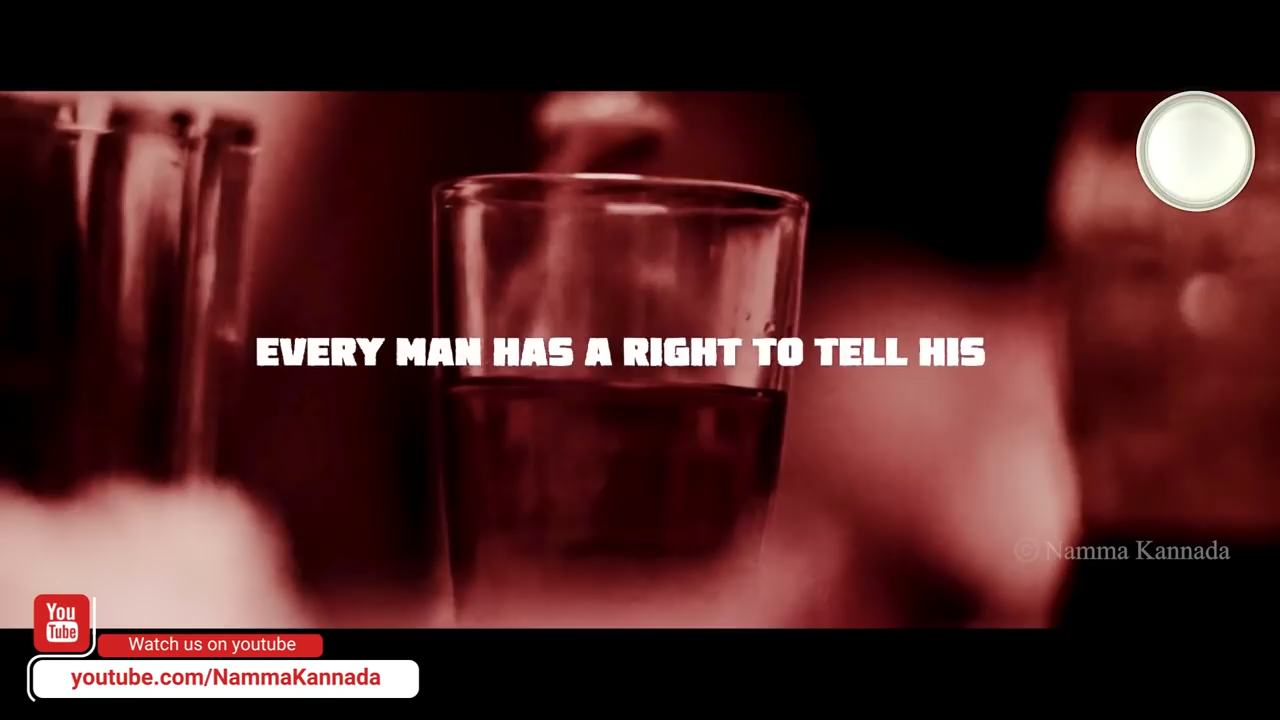 EVERY MAN HAS A RIGHT TO TELL HIS
© Namma Kannada
You
Tube
Watch us on youtube
youtube.com/NammaKannada